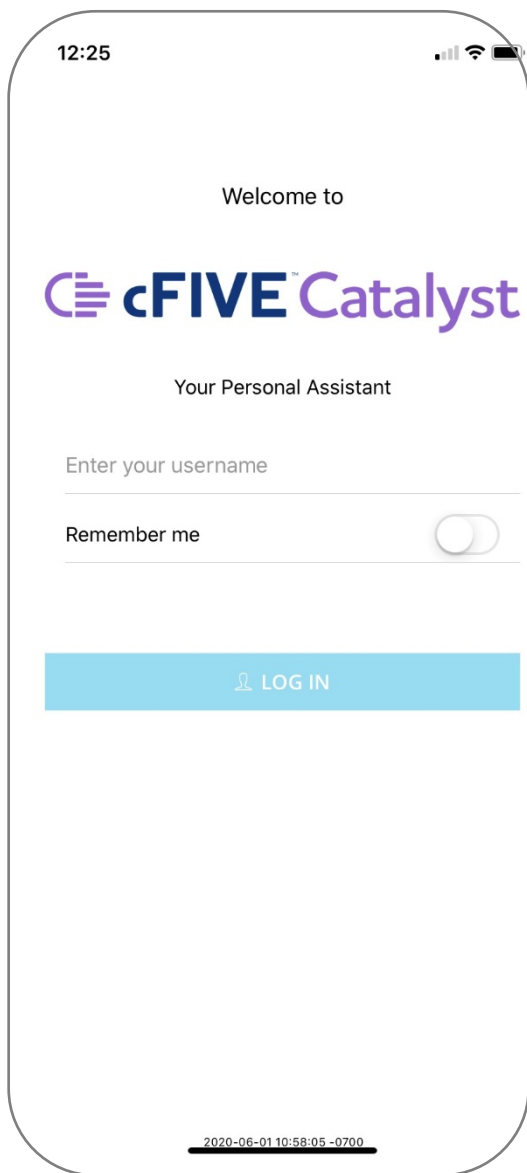 12:25
Welcome to
cFIVE™ Catalyst
Your Personal Assistant
Enter your username
Remember me
LOG IN
2020-06-01 10:58:05 -0700